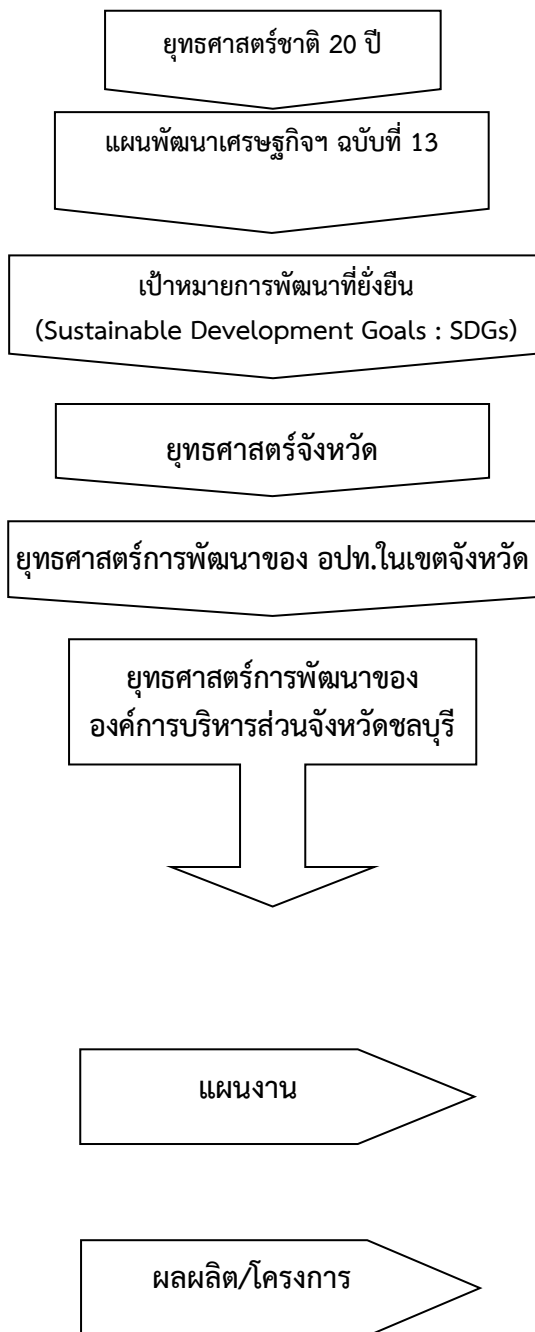 ยุทธศาสตร์ชาติ 20 ปี
แผนพัฒนาเศรษฐกิจฯ ฉบับที่ 13
เป้าหมายการพัฒนาที่ยั่งยืน
(Sustainable Development Goals : SDGs)
ยุทธศาสตร์จังหวัด
ยุทธศาสตร์การพัฒนาของ อปท.ในเขตจังหวัด
ยุทธศาสตร์การพัฒนาของ
องค์การบริหารส่วนจังหวัดชลบุรี
แผนงาน
ผลผลิต/โครงการ